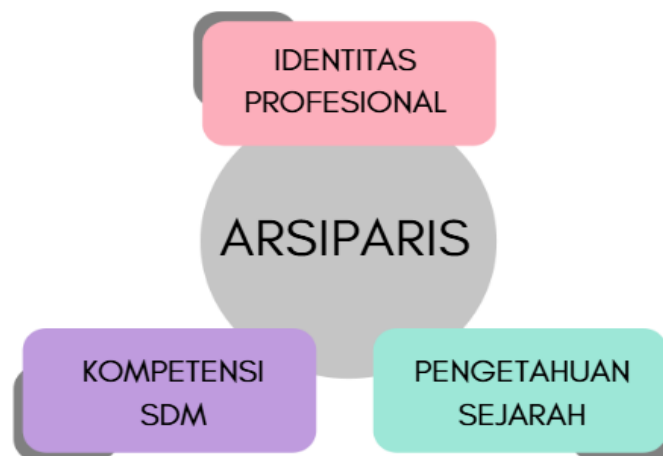 IDENTITAS
PROFESIONAL
ARSIPARIS
KOMPETENSI
SDM
PENGETAHUAN
SEJARAH